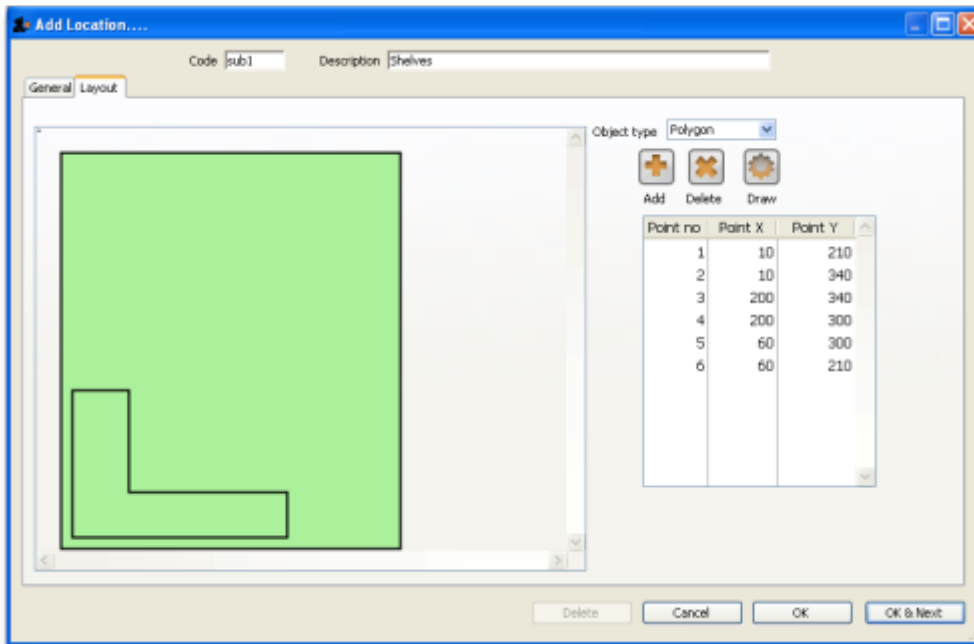 Add Location....
Code sub1 Description Shelves
General Layout
Object type Polygon
Add Delete Draw
Point no Point X Point Y
1 10 210
2 10 340
3 200 340
4 200 300
5 60 300
6 60 210
Delete Cancel OK OK & Next